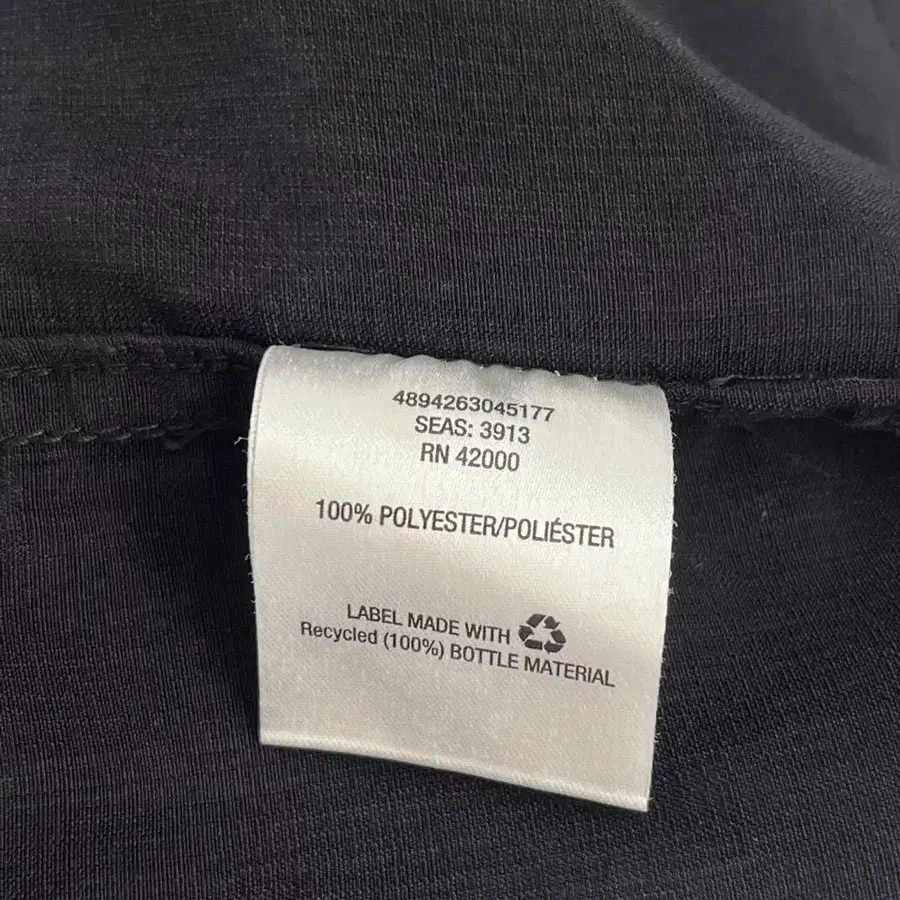 4894263045177
SEAS: 3913
RN 42000
100% POLYESTER/POLIÉSTER
LABEL MADE WITH
Recycled (100%) BOTTLE MATERIAL